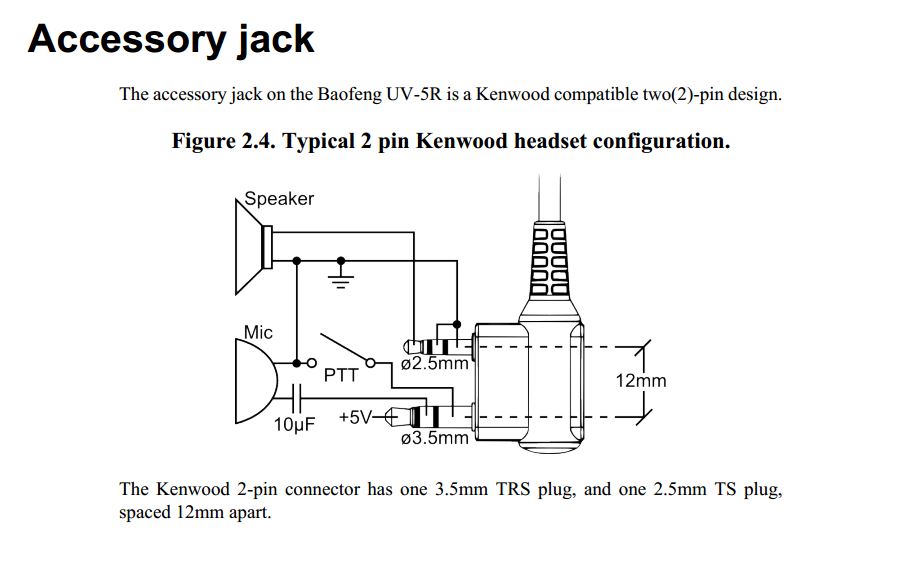 Accessory jack
The accessory jack on the Baofeng UV-5R is a Kenwood compatible two(2)-pin design.
Figure 2.4. Typical 2 pin Kenwood headset configuration.
Speaker
Mic
PTT
ø2.5mm
12mm
10µF
+5V
ø3.5mm
The Kenwood 2-pin connector has one 3.5mm TRS plug, and one 2.5mm TS plug,
spaced 12mm apart.